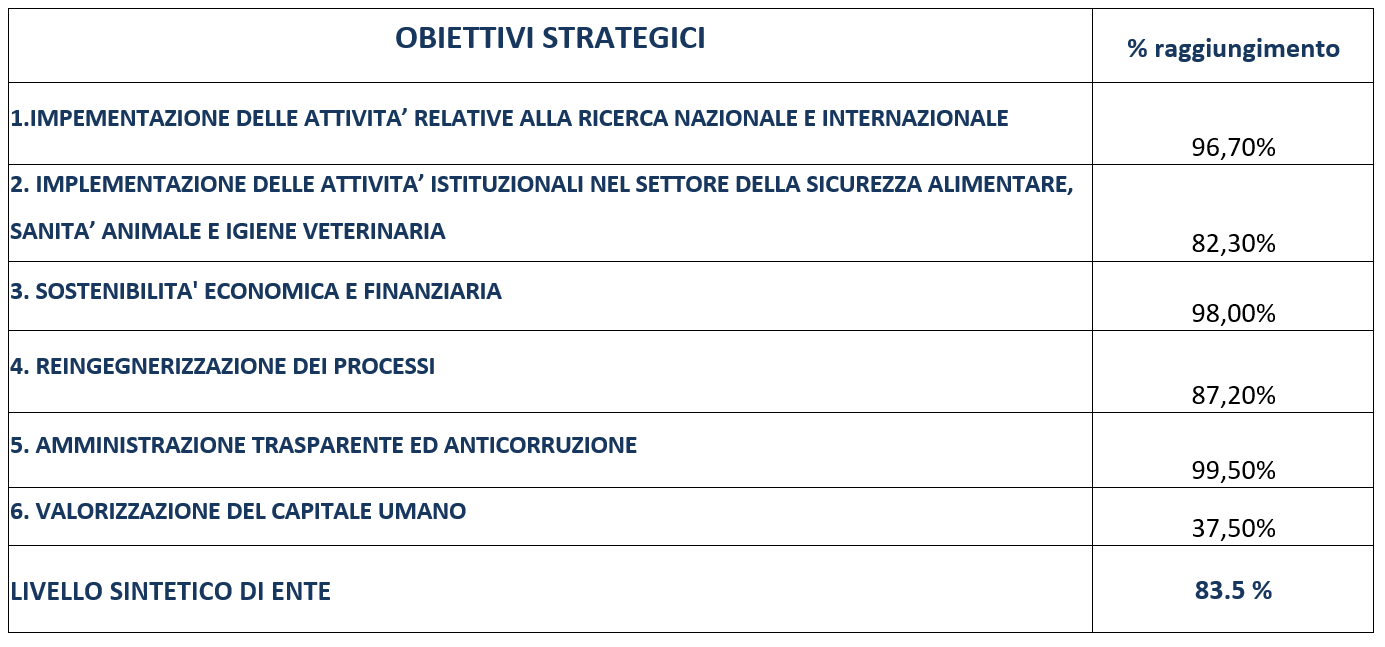 OBIETTIVI STRATEGICI
% raggiungimento
1.IMPEMENTAZIONE DELLE ATTIVITA’ RELATIVE ALLA RICERCA NAZIONALE E INTERNAZIONALE
96,70%
2. IMPLEMENTAZIONE DELLE ATTIVITA’ ISTITUZIONALI NEL SETTORE DELLA SICUREZZA ALIMENTARE,
SANITA’ ANIMALE E IGIENE VETERINARIA
82,30%
3. SOSTENIBILITA' ECONOMICA E FINANZIARIA
98,00%
4. REINGEGNERIZZAZIONE DEI PROCESSI
87,20%
5. AMMINISTRAZIONE TRASPARENTE ED ANTICORRUZIONE
99,50%
6. VALORIZZAZIONE DEL CAPITALE UMANO
37,50%
LIVELLO SINTETICO DI ENTE
83.5 %